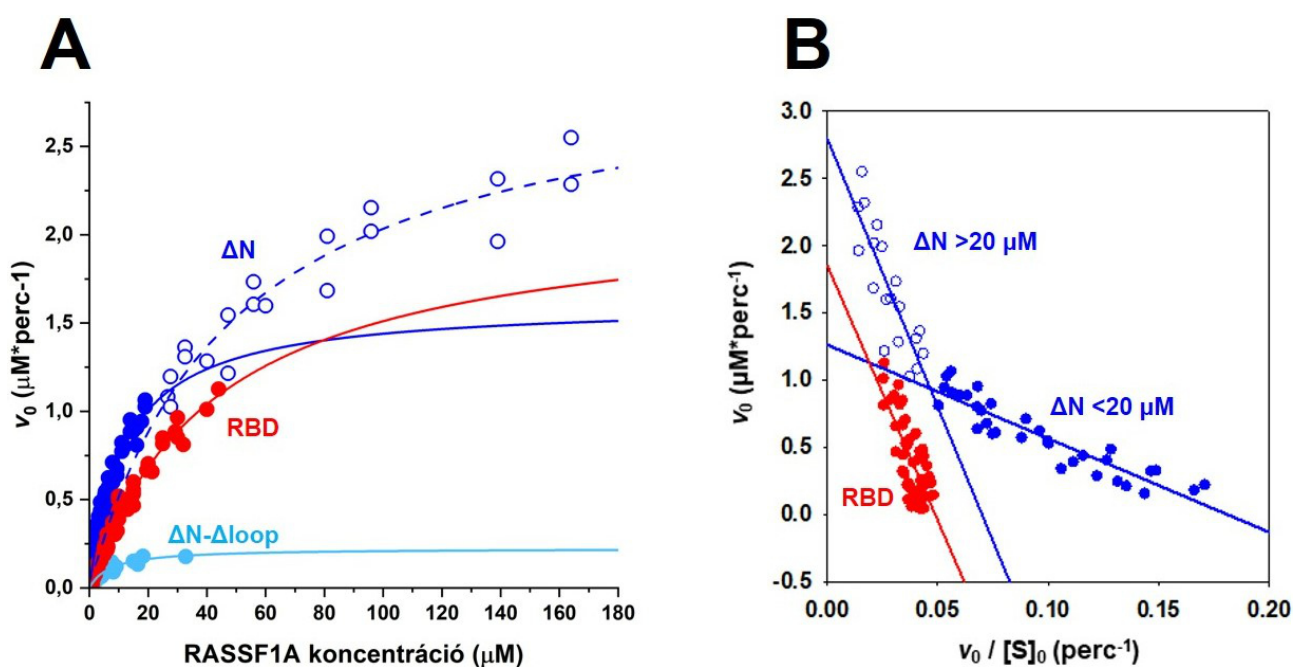 A
2,5
2,0
1,5
1,0
0,5
0,0
v₀ (µM*perc-1)
ΔN
RBD
ΔN-Δloop
0 20 40 60 80 100 120 140 160 180
RASSF1A koncentráció (µM)
B
3.0
2.5
2.0
1.5
1.0
0.5
0.0
-0.5
v₀ (µM*perc⁻¹)
ΔN >20 µM
ΔN <20 µM
RBD
0.00 0.05 0.10 0.15 0.20
v₀ / [S]₀ (perc⁻¹)